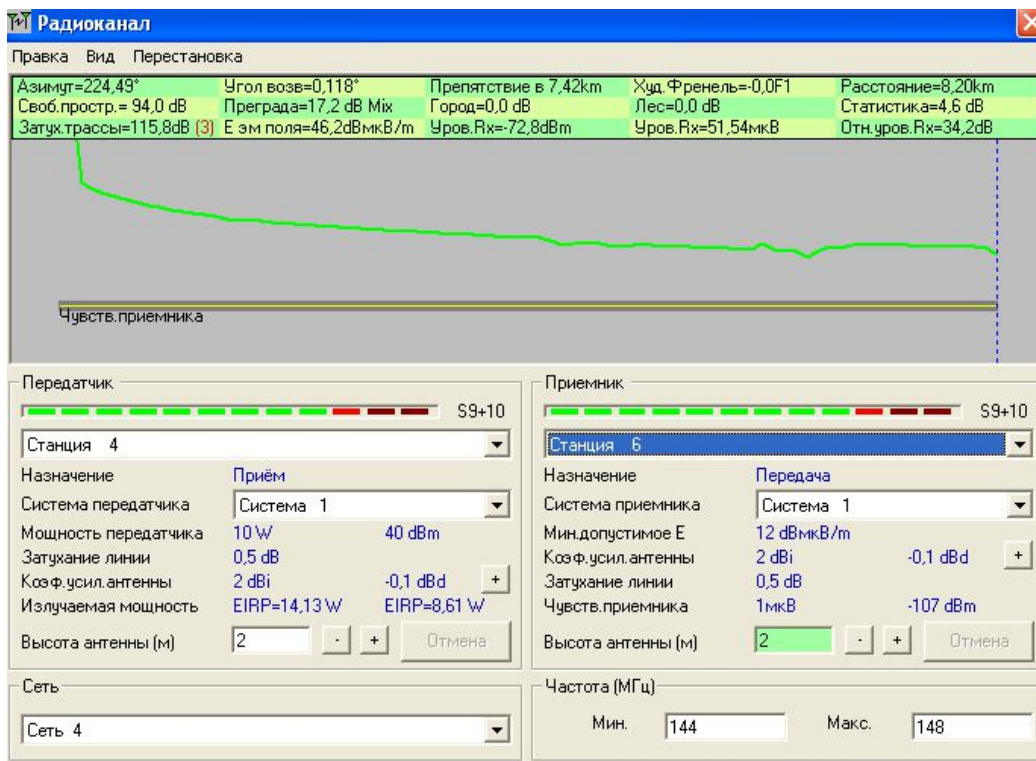 Радиоканал
Правка Вид Перестановка
Азимут=224,49° Угол возв=0,118° Препятствие в 7,42km Худ.Френель=-0,0F1 Расстояние=8,20km
Своб.простр.= 94,0 dB Преграда=17,2 dB Mix Город=0,0 dB Лес=0,0 dB Статистика=4,6 dB
Затух.трассы=115,8dB (3) Е эм поля=46,2dBмкВ/m Уров.Rx=-72,8dBm Уров.Rx=51,54мкВ Отн.уров.Rx=34,2dB
Чувств.приемника
Передатчик
S9+10
Станция 4
Назначение Приём
Система передатчика Система 1
Мощность передатчика 10 W 40 dBm
Затухание линии 0,5 dB
Коэф.усил.антенны 2 dBi -0,1 dBd +
Излучаемая мощность EIRP=14,13 W EIRP=8,61 W
Высота антенны (м) 2 - + Отмена
Приемник
S9+10
Станция 6
Назначение Передача
Система приемника Система 1
Мин.допустимое Е 12 dBмкВ/m
Коэф.усил.антенны 2 dBi -0,1 dBd +
Затухание линии 0,5 dB
Чувств.приемника 1мкВ -107 dBm
Высота антенны (м) 2 - + Отмена
Сеть
Сеть 4
Частота (МГц)
Мин. 144 Макс. 148